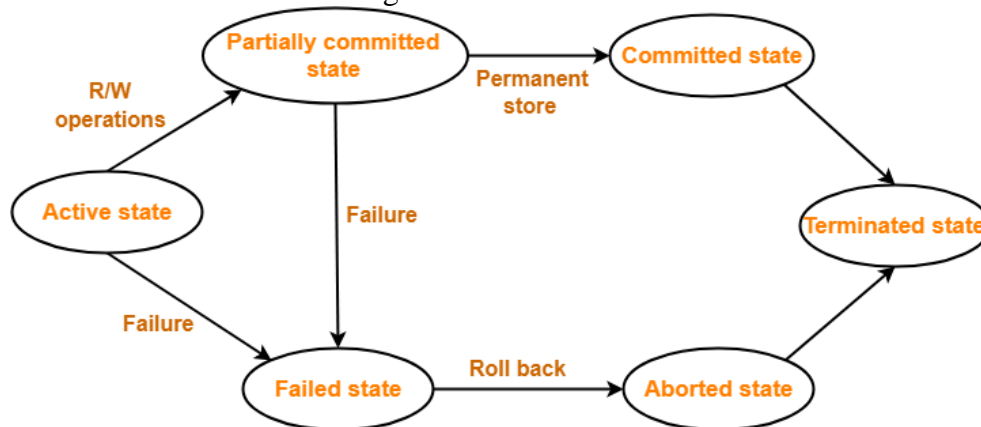 Partially committed
state
Committed state
R/W
operations
Permanent
store
Active state
Failure
Terminated state
Failure
Roll back
Failed state
Aborted state